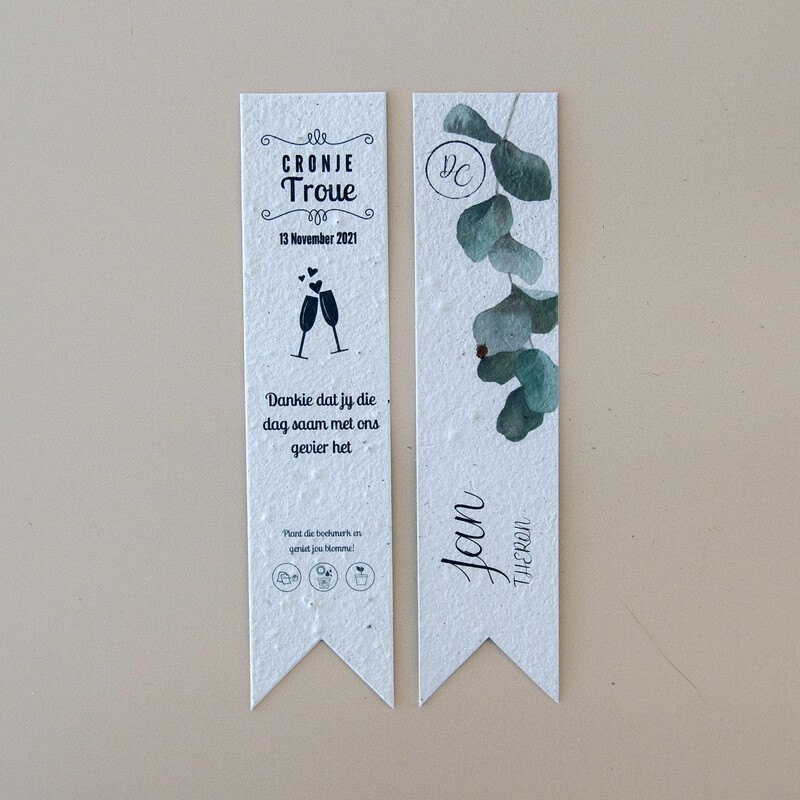 CRONJE
Troue
13 November 2021
Dankie dat jy die
dag saam met ons
gevier het
Plant die boekmerk en
geniet jou blomme!
DC
Jan
THERON